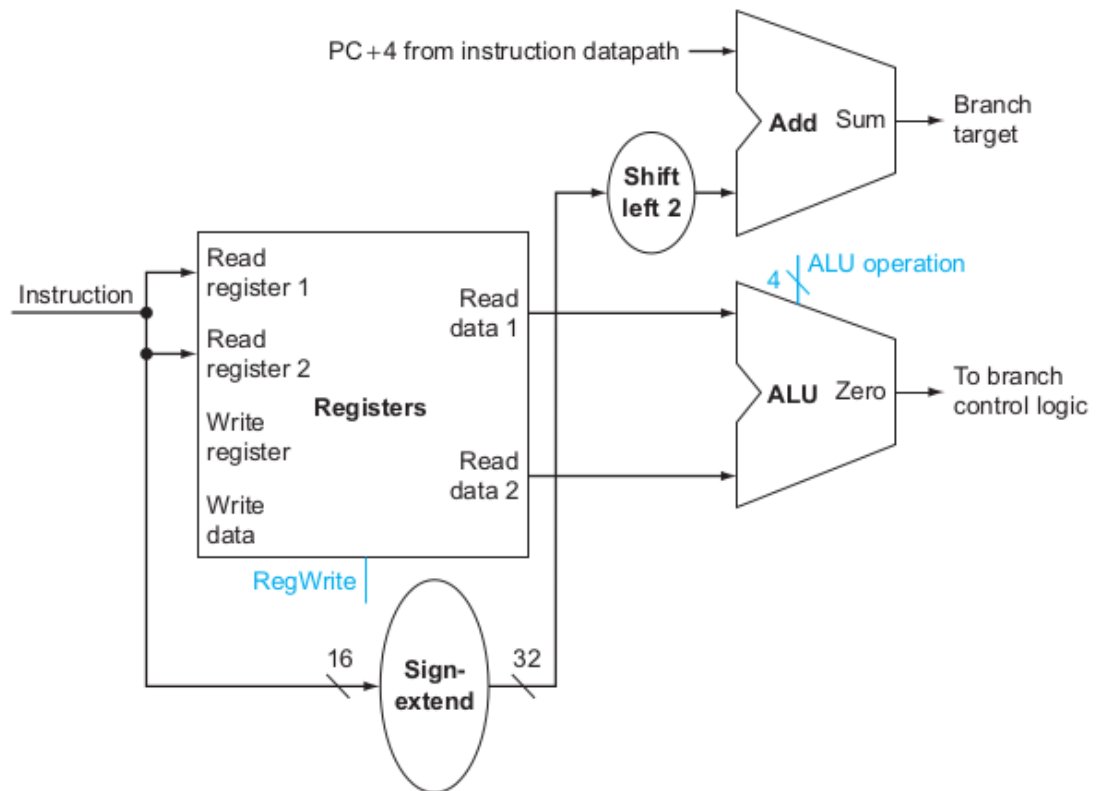 PC+4 from instruction datapath
Add Sum
Branch
target
Shift
left 2
Instruction
Read
register 1
Read
register 2
Write
register
Write
data
Registers
Read
data 1
Read
data 2
RegWrite
4
ALU operation
ALU Zero
To branch
control logic
16
Sign-
extend
32